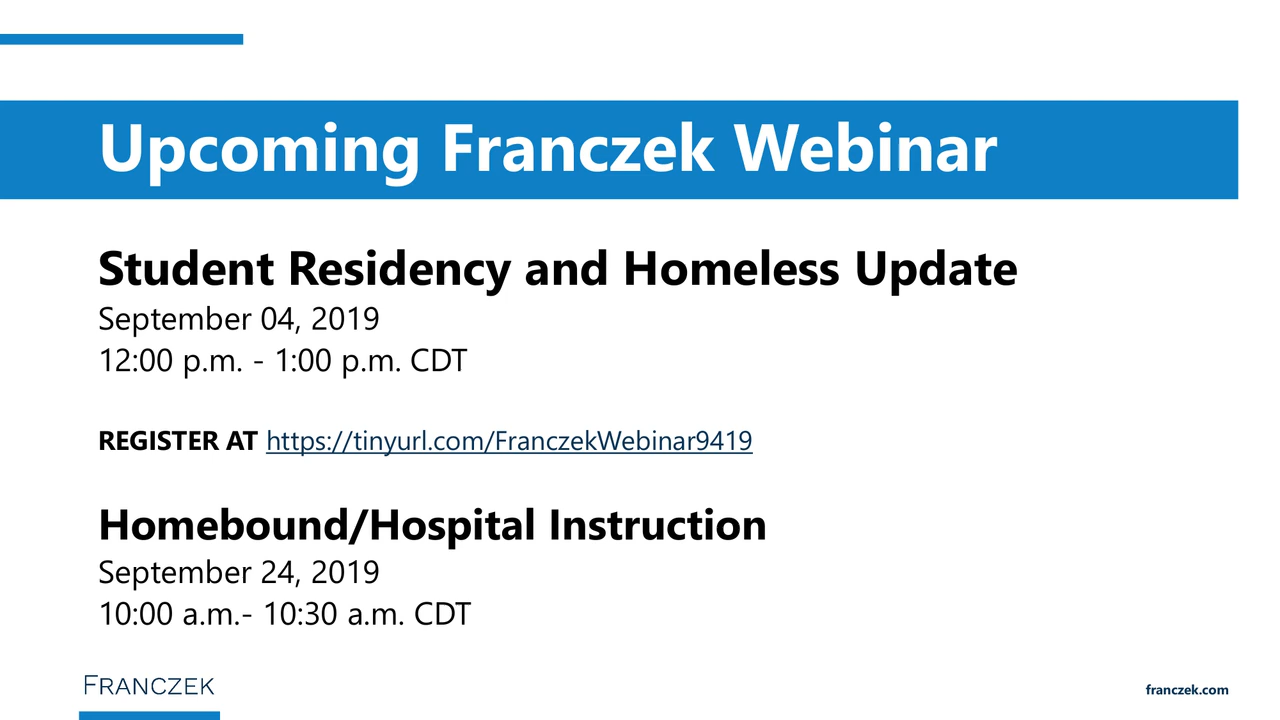 Upcoming Franczek Webinar
Student Residency and Homeless Update
September 04, 2019
12:00 p.m. - 1:00 p.m. CDT
REGISTER AT https://tinyurl.com/FranczekWebinar9419
Homebound/Hospital Instruction
September 24, 2019
10:00 a.m.- 10:30 a.m. CDT
FRANCZEK
franczek.com